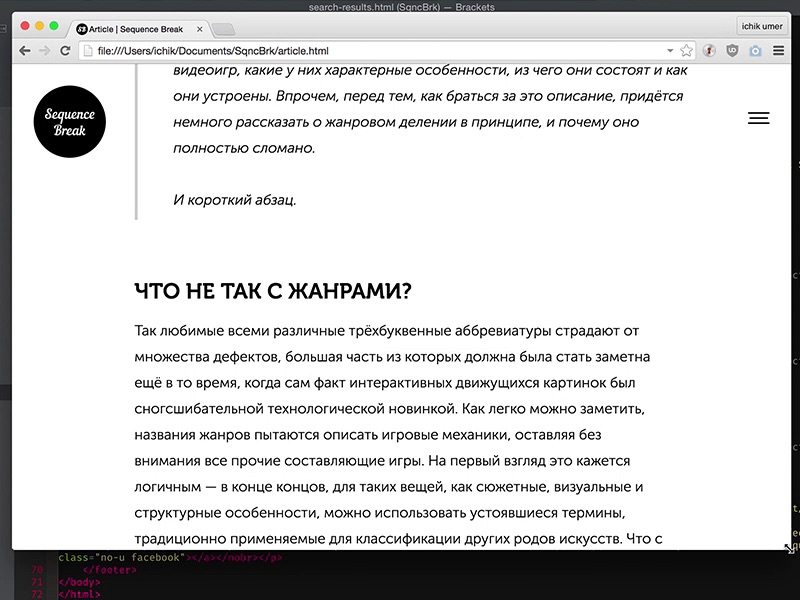 search-results.html (SqncBrk) — Brackets
Article | Sequence Break
ichik umer
file:///Users/ichik/Documents/SqncBrk/article.html
Sequence
Break
видеоигр, какие у них характерные особенности, из чего они состоят и как
они устроены. Впрочем, перед тем, как браться за это описание, придётся
немного рассказать о жанровом делении в принципе, и почему оно
полностью сломано.
И короткий абзац.
ЧТО НЕ ТАК С ЖАНРАМИ?
Так любимые всеми различные трёхбуквенные аббревиатуры страдают от
множества дефектов, большая часть из которых должна была стать заметна
ещё в то время, когда сам факт интерактивных движущихся картинок был
сногсшибательной технологической новинкой. Как легко можно заметить,
названия жанров пытаются описать игровые механики, оставляя без
внимания все прочие составляющие игры. На первый взгляд это кажется
логичным — в конце концов, для таких вещей, как сюжетные, визуальные и
структурные особенности, можно использовать устоявшиеся термины,
традиционно применяемые для классификации других родов искусств. Что с
class="no-u facebook"></a></nobr></p>
70 </footer>
71 </body>
72 </html>